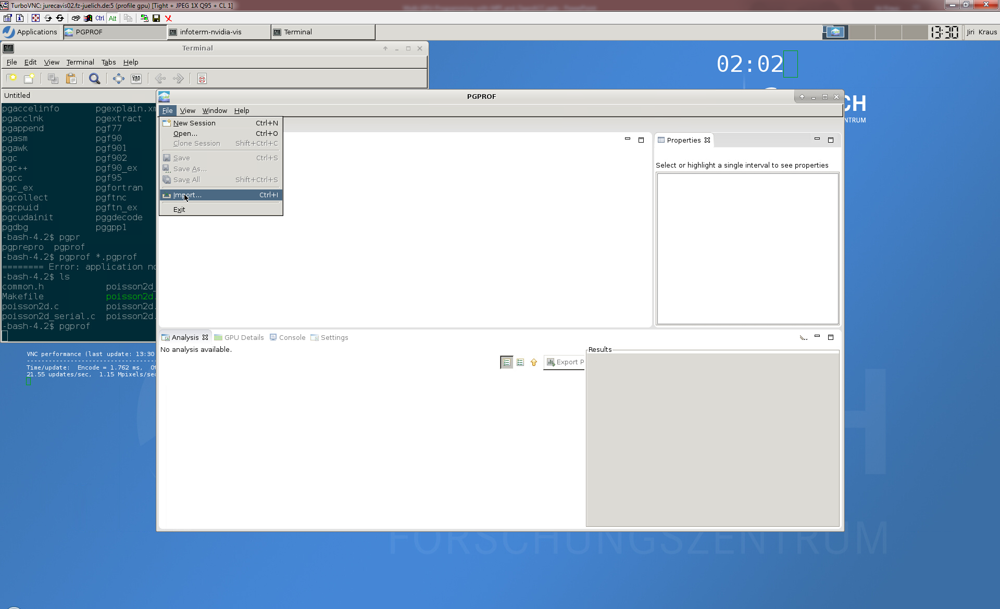 TurboVNC: jurecavis02.fz-juelich.de:5 (profile gpu) [Tight + JPEG 1X Q95 + CL 1]
Ctrl Alt
Applications PGPROF infoterm-nvidia-vis Terminal 13:30 Jiri Kraus
Terminal
File Edit View Terminal Tabs Help
02:02
Untitled
pgaccelinfo pgexplain.xm
pgacclnk pgextract
pgappend pgf77
pgasm pgf90
pgawk pgf901
pgc pgf902
pgc++ pgf90_ex
pgcc pgf95
pgc_ex pgfortran
pgcollect pgftnc
pgcpuid pgftn_ex
pgcudainit pggdecode
pgdbg pggpp1
-bash-4.2$ pgpr
pgprepro pgprof
-bash-4.2$ pgprof *.pgprof
======== Error: application no
-bash-4.2$ ls
common.h poisson2d_
Makefile poisson2d.
poisson2d.c poisson2d.
poisson2d_serial.c poisson2d.
-bash-4.2$ pgprof
VNC performance (last update: 13:30
Time/update: Encode = 1.762 ms, Ot
21.55 updates/sec, 1.15 Mpixels/sec
PGPROF
File View Window Help
New Session Ctrl+N
Open... Ctrl+O
Clone Session Shift+Ctrl+C
Save Ctrl+S
Save As...
Save All Shift+Ctrl+S
Import... Ctrl+I
Exit
Properties
Select or highlight a single interval to see properties
Analysis GPU Details Console Settings
No analysis available.
Export P
Results
CH
ENTRUM
H
FORSCHUNGSZENTRUM